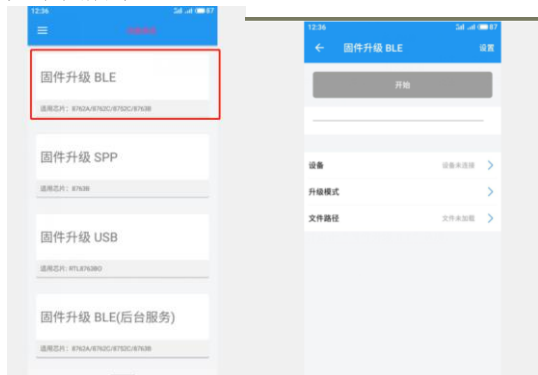 12:36
87
固件升级 BLE
适用芯片：8762A/8762C/8752C/8763B
固件升级 SPP
适用芯片：8763B
固件升级 USB
适用芯片: RTL8763BO
固件升级 BLE(后台服务)
适用芯片：8762A/8762C/8752C/8763B
12:36
87
固件升级 BLE
设置
开始
设备
设备未连接
升级模式
文件路径
文件未加载